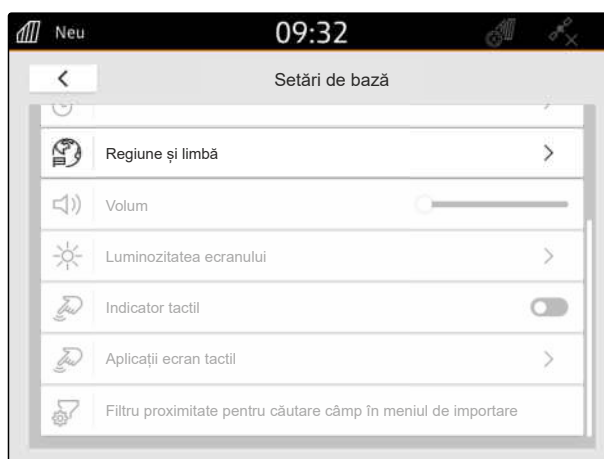 Neu
09:32
Setări de bază
Regiune și limbă
Volum
Luminozitatea ecranului
Indicator tactil
Aplicații ecran tactil
Filtru proximitate pentru căutare câmp în meniul de importare